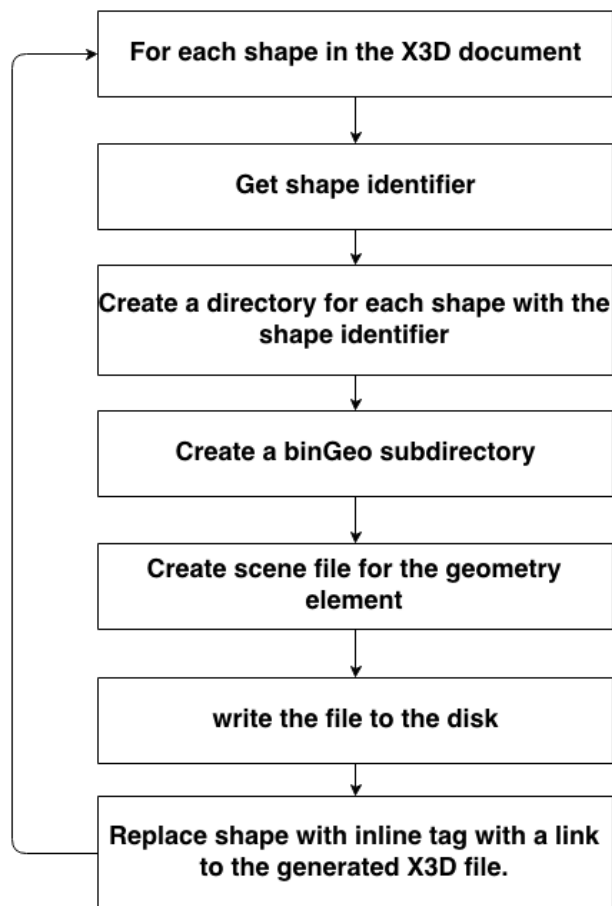 For each shape in the X3D document
Get shape identifier
Create a directory for each shape with the
shape identifier
Create a binGeo subdirectory
Create scene file for the geometry
element
write the file to the disk
Replace shape with inline tag with a link
to the generated X3D file.